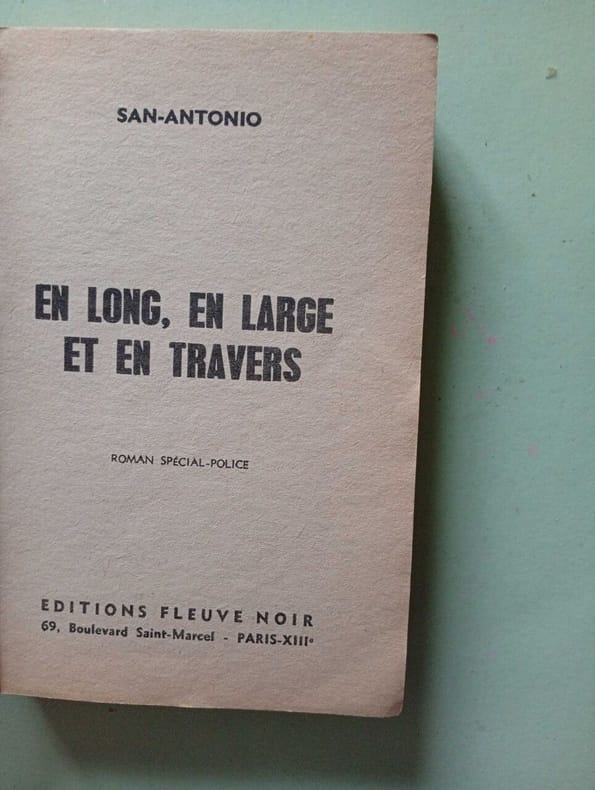 SAN-ANTONIO
EN LONG, EN LARGE
ET EN TRAVERS
ROMAN SPÉCIAL-POLICE
EDITIONS FLEUVE NOIR
69, Boulevard Saint-Marcel - PARIS-XIIIᵉ